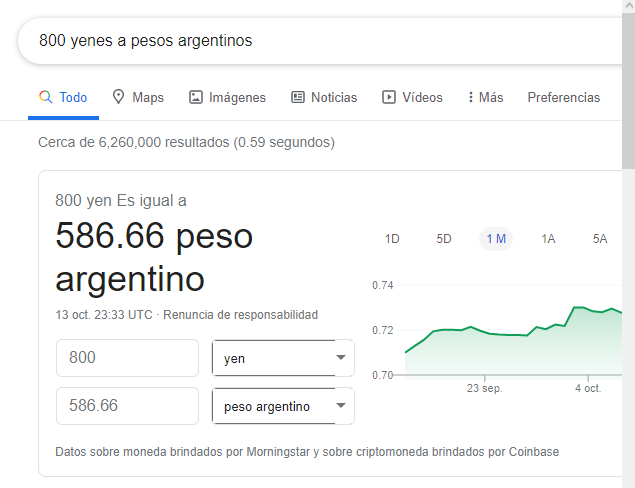 800 yenes a pesos argentinos
Todo Maps Imágenes Noticias Vídeos Más Preferencias
Cerca de 6,260,000 resultados (0.59 segundos)
800 yen Es igual a
586.66 peso
argentino
13 oct. 23:33 UTC · Renuncia de responsabilidad
800 yen
586.66 peso argentino
1D 5D 1 M 1A 5A
0.74
0.72
0.70
23 sep. 4 oct.
Datos sobre moneda brindados por Morningstar y sobre criptomoneda brindados por Coinbase